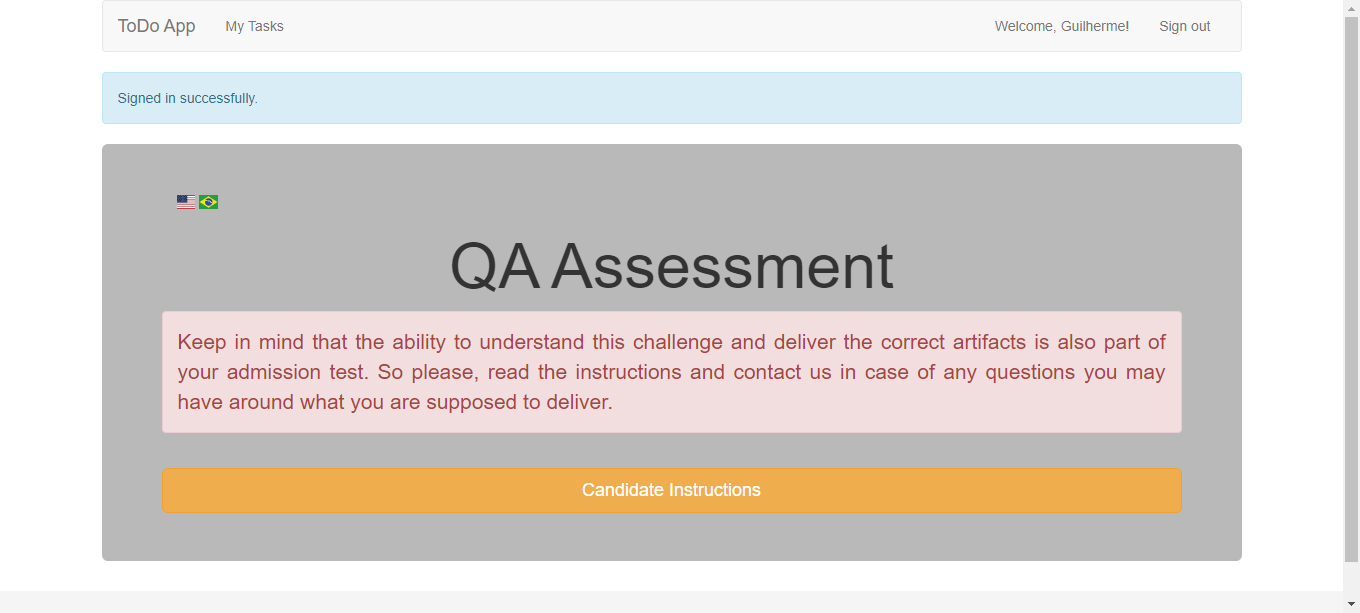 ToDo App My Tasks Welcome, Guilherme! Sign out
Signed in successfully.
QA Assessment
Keep in mind that the ability to understand this challenge and deliver the correct artifacts is also part of
your admission test. So please, read the instructions and contact us in case of any questions you may
have around what you are supposed to deliver.
Candidate Instructions